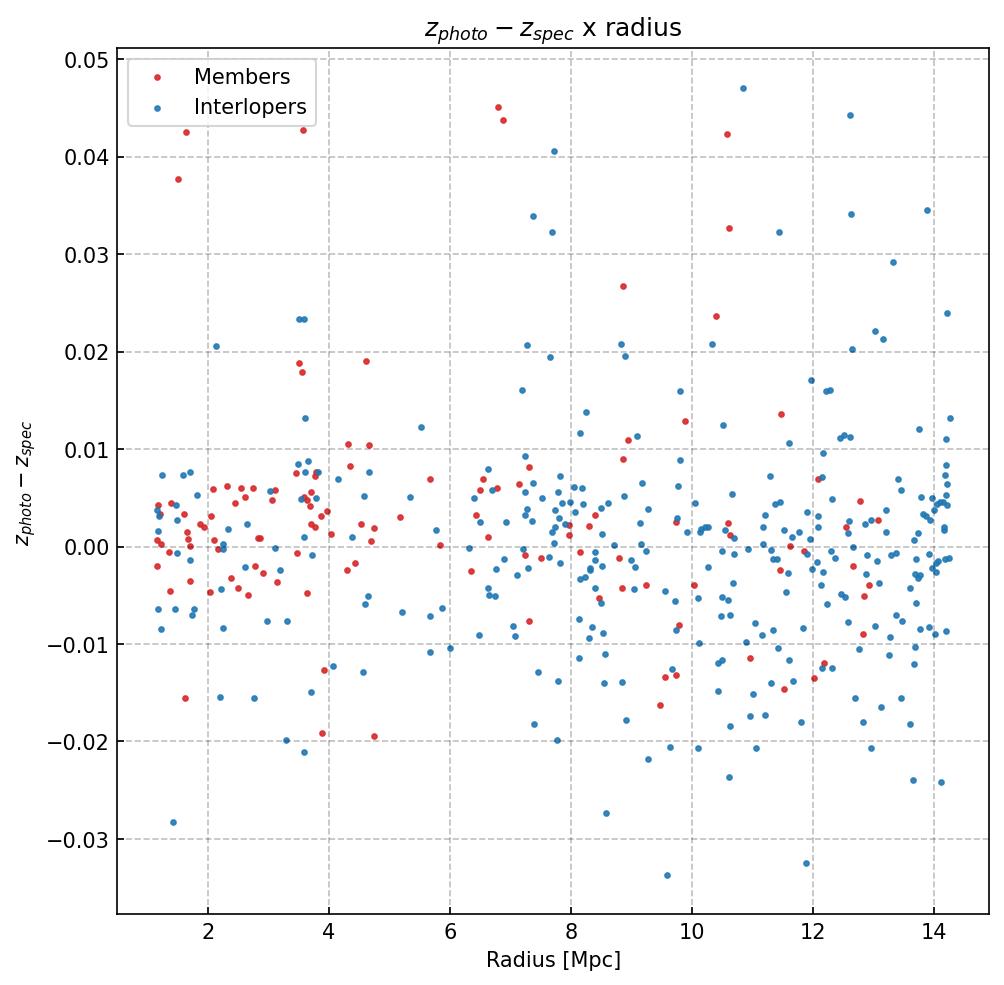 z_photo − z_spec x radius
Members
Interlopers
0.05
0.04
0.03
0.02
0.01
0.00
−0.01
−0.02
−0.03
z_photo − z_spec
2 4 6 8 10 12 14
Radius [Mpc]